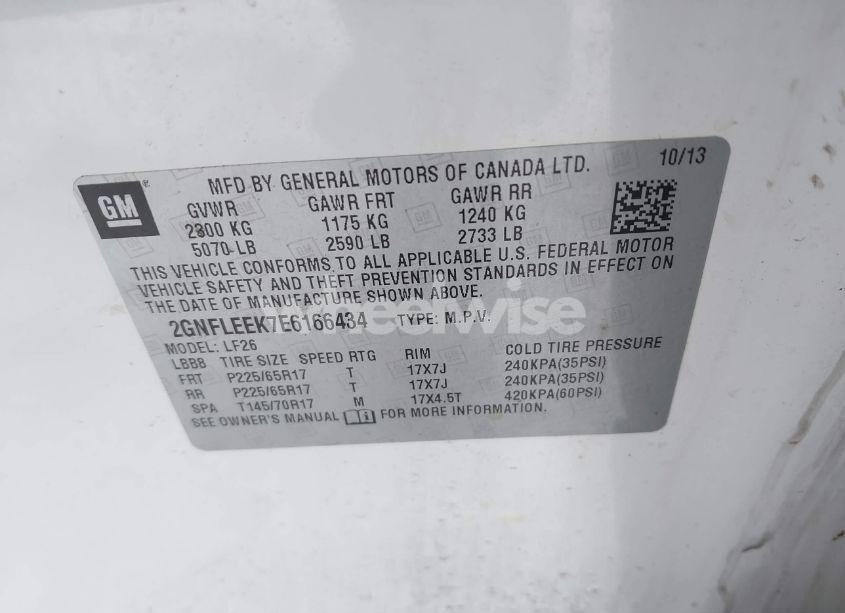 GM
MFD BY GENERAL MOTORS OF CANADA LTD. 10/13
GVWR GAWR FRT GAWR RR
2300 KG 1175 KG 1240 KG
5070 LB 2590 LB 2733 LB
THIS VEHICLE CONFORMS TO ALL APPLICABLE U.S. FEDERAL MOTOR
VEHICLE SAFETY AND THEFT PREVENTION STANDARDS IN EFFECT ON
THE DATE OF MANUFACTURE SHOWN ABOVE.
2GNFLEEK7E6166434 TYPE: M.P.V.
MODEL: LF26
LBBB TIRE SIZE SPEED RTG RIM COLD TIRE PRESSURE
FRT P225/65R17 T 17X7J 240KPA(35PSI)
RR P225/65R17 T 17X7J 240KPA(35PSI)
SPA T145/70R17 M 17X4.5T 420KPA(60PSI)
SEE OWNER'S MANUAL FOR MORE INFORMATION.